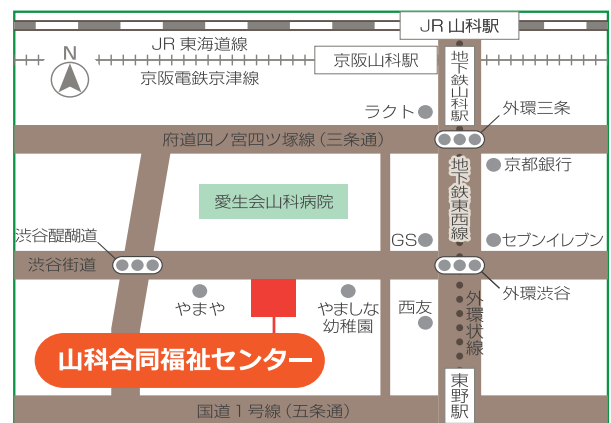 JR 山科駅
JR 東海道線
N
京阪山科駅
地下鉄山科駅
京阪電鉄京津線
ラクト
外環三条
府道四ノ宮四ツ塚線(三条通)
京都銀行
地下鉄東西線
愛生会山科病院
渋谷醍醐道
GS
セブンイレブン
渋谷街道
外環渋谷
やまや
やましな
幼稚園
西友
外環状線
山科合同福祉センター
東野駅
国道1号線(五条通)